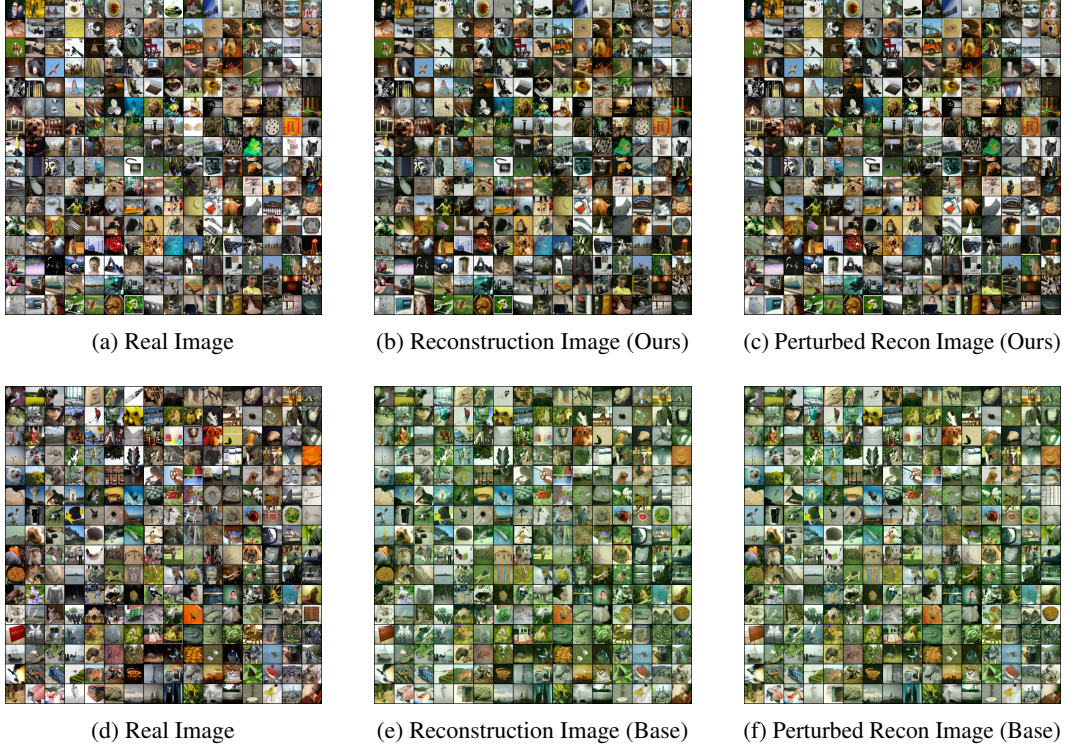 (a) Real Image
(b) Reconstruction Image (Ours)
(c) Perturbed Recon Image (Ours)
(d) Real Image
(e) Reconstruction Image (Base)
(f) Perturbed Recon Image (Base)